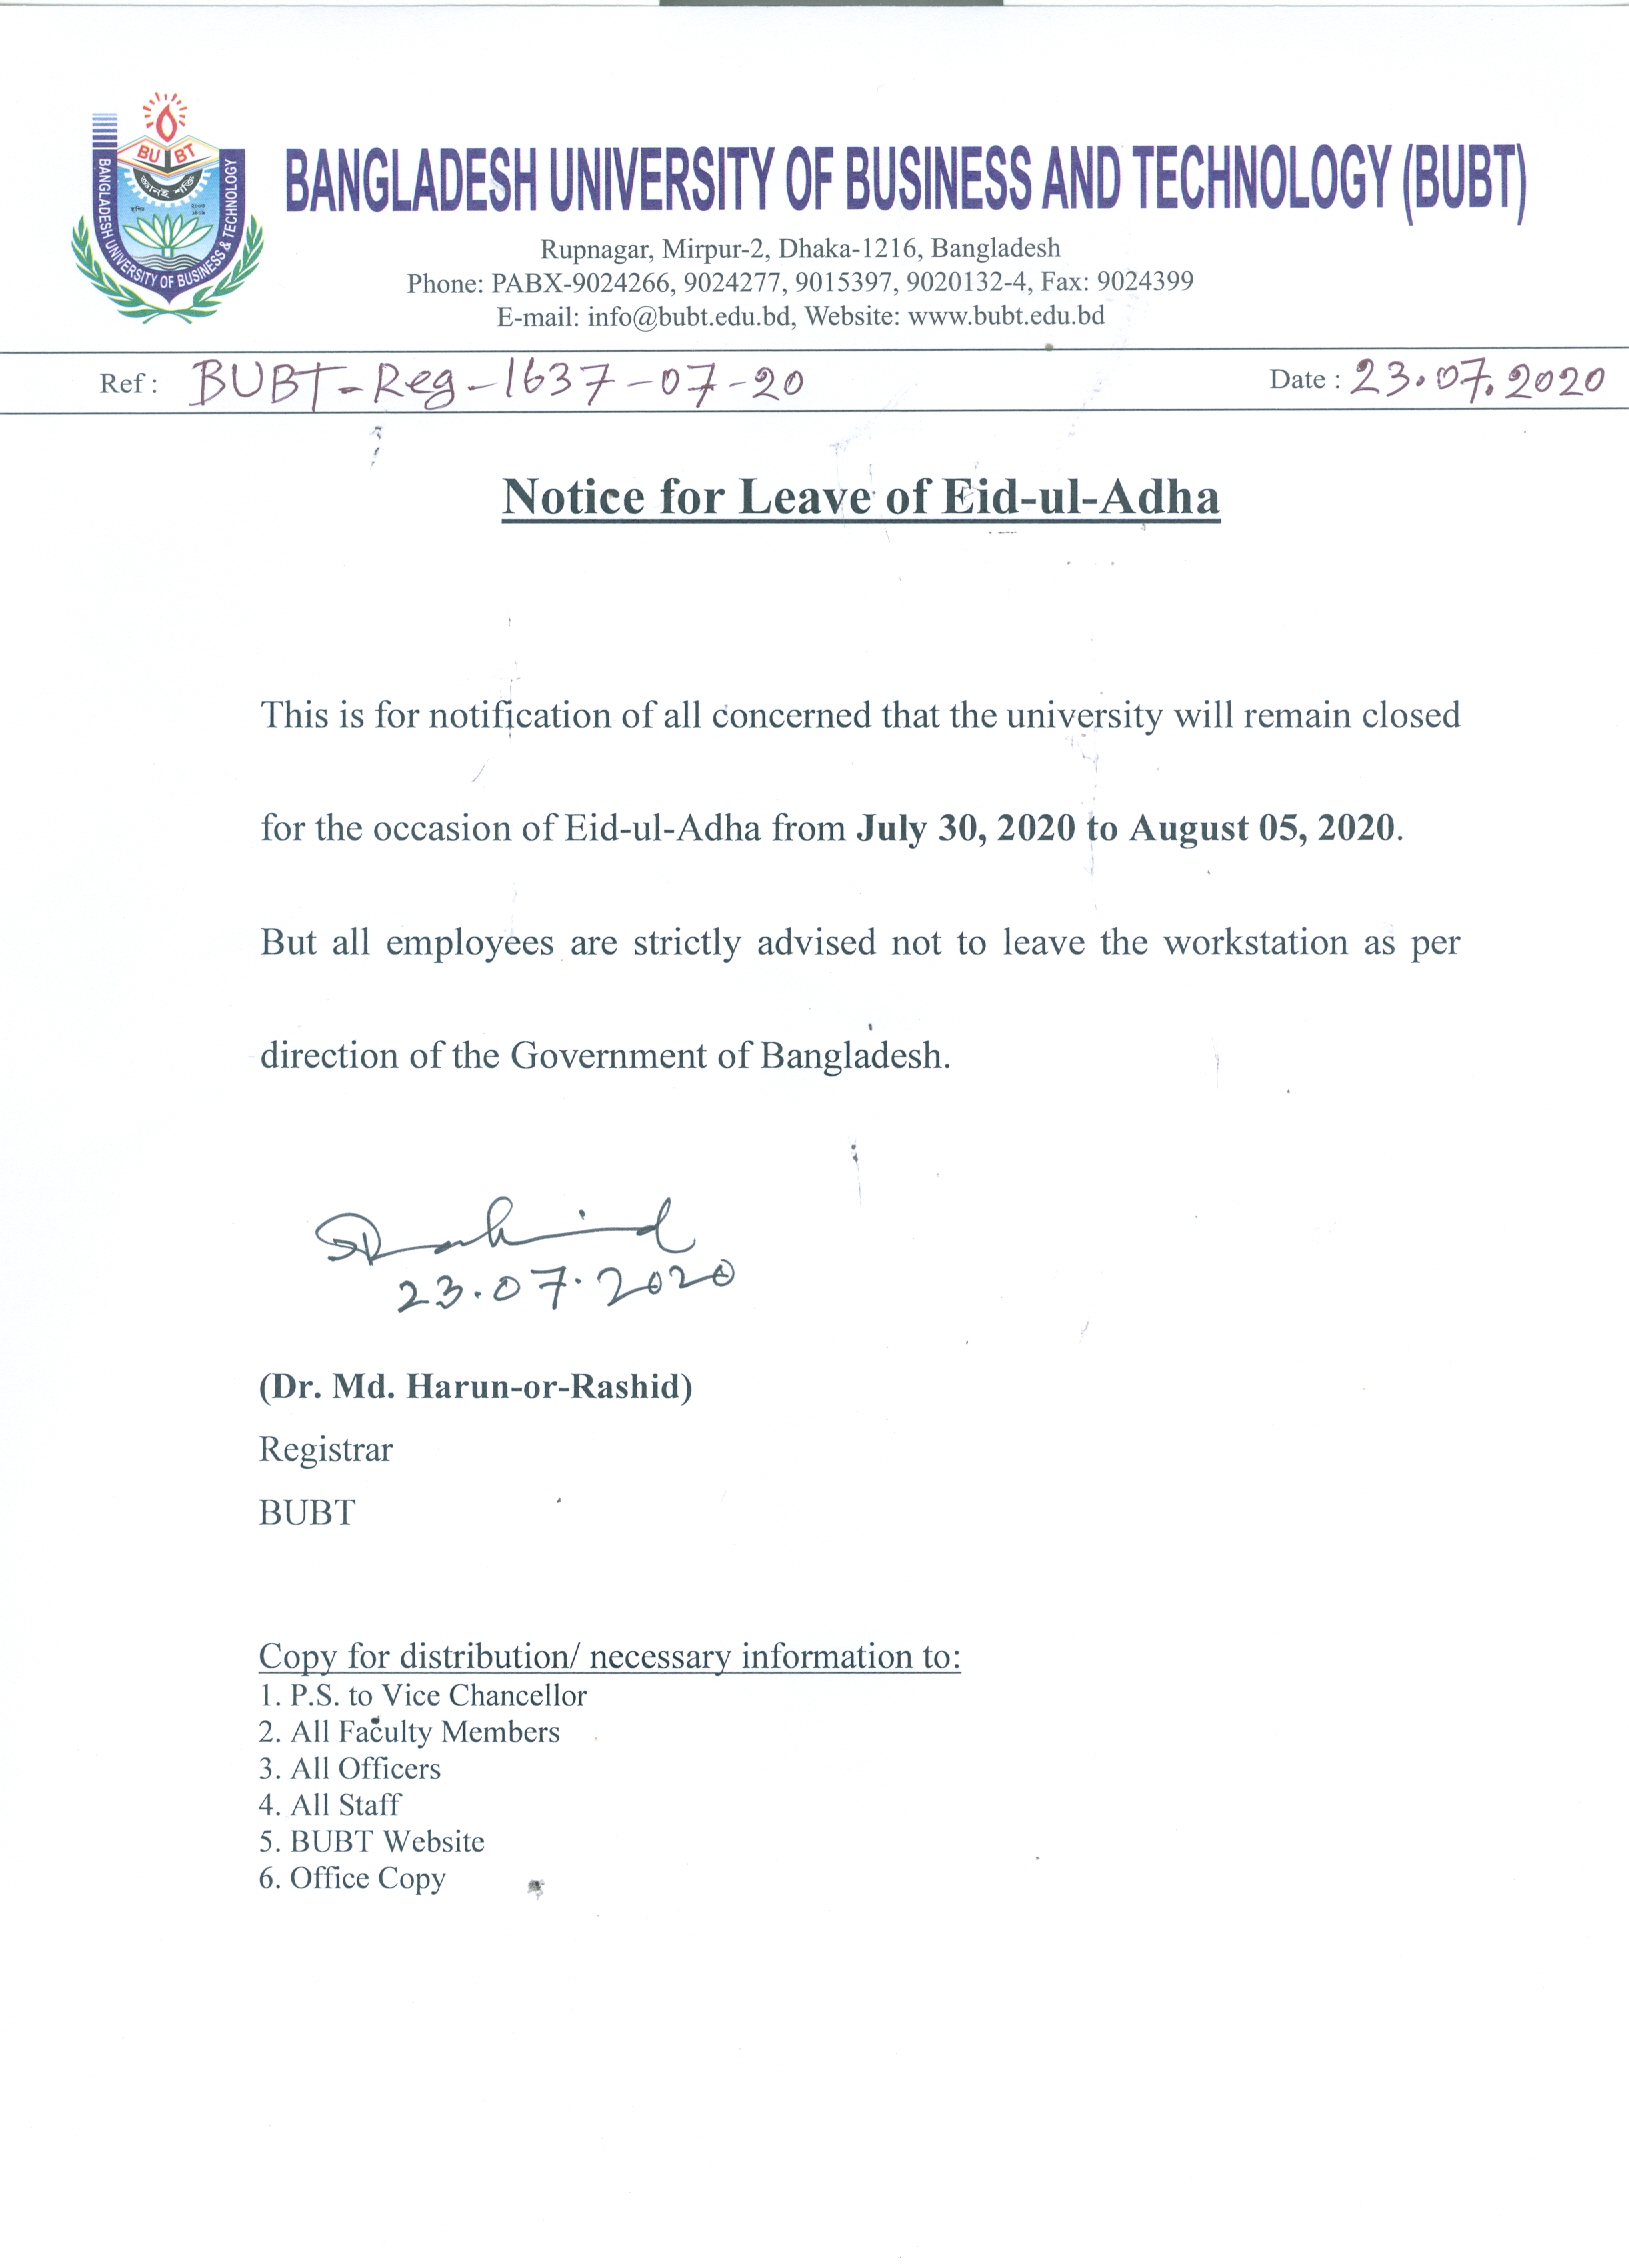 BU BT
জ্ঞানই শক্তি
BANGLADESH UNIVERSITY OF BUSINESS & TECHNOLOGY
BANGLADESH UNIVERSITY OF BUSINESS AND TECHNOLOGY (BUBT)
Rupnagar, Mirpur-2, Dhaka-1216, Bangladesh
Phone: PABX-9024266, 9024277, 9015397, 9020132-4, Fax: 9024399
E-mail: info@bubt.edu.bd, Website: www.bubt.edu.bd
Ref : BUBT-Reg-1637-07-20 Date : 23.07.2020
Notice for Leave of Eid-ul-Adha
This is for notification of all concerned that the university will remain closed
for the occasion of Eid-ul-Adha from July 30, 2020 to August 05, 2020.
But all employees are strictly advised not to leave the workstation as per
direction of the Government of Bangladesh.
23.07.2020
(Dr. Md. Harun-or-Rashid)
Registrar
BUBT
Copy for distribution/ necessary information to:
1. P.S. to Vice Chancellor
2. All Faculty Members
3. All Officers
4. All Staff
5. BUBT Website
6. Office Copy